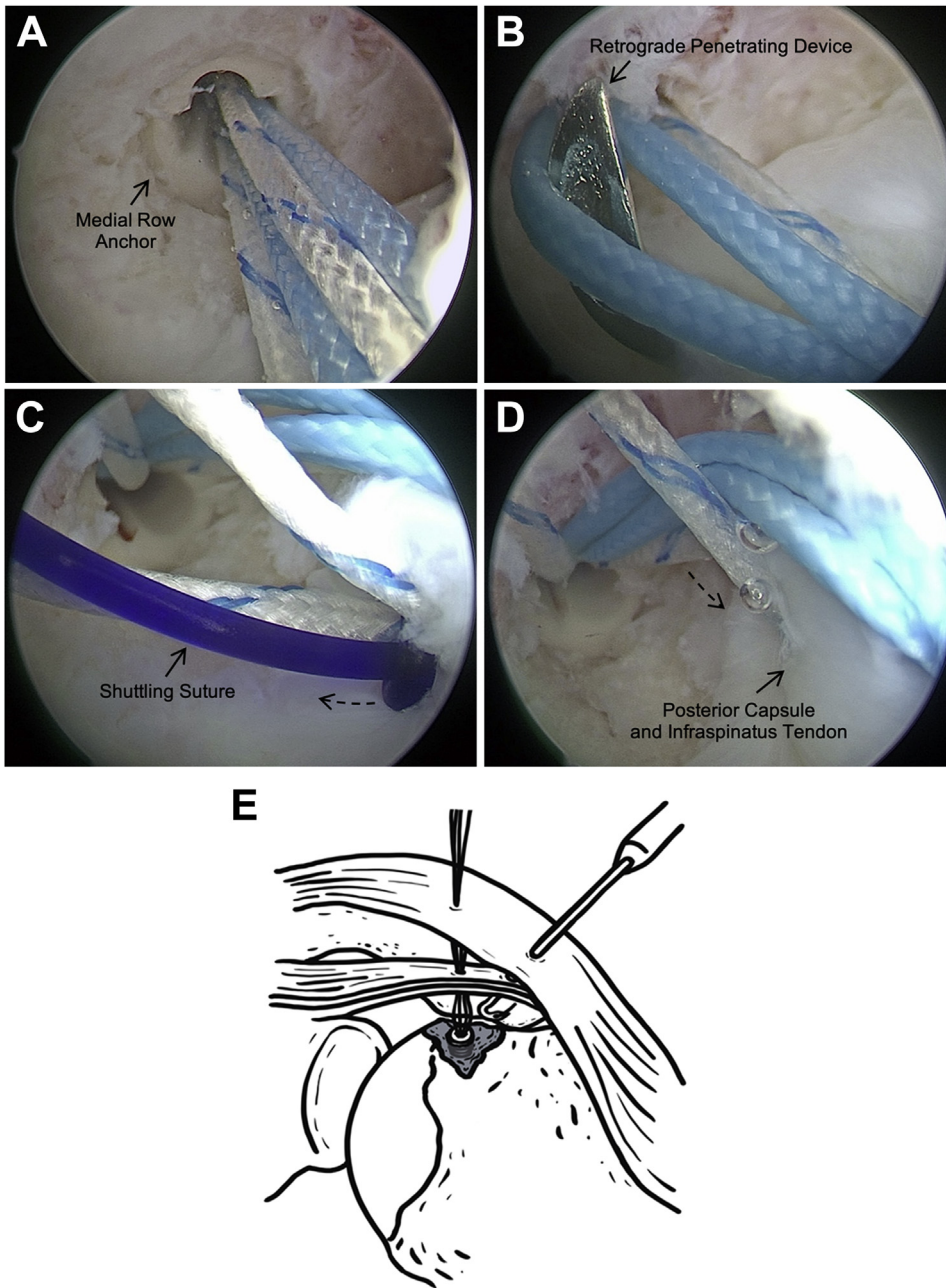 A
Medial Row
Anchor
B
Retrograde Penetrating Device
C
Shuttling Suture
D
Posterior Capsule
and Infraspinatus Tendon
E